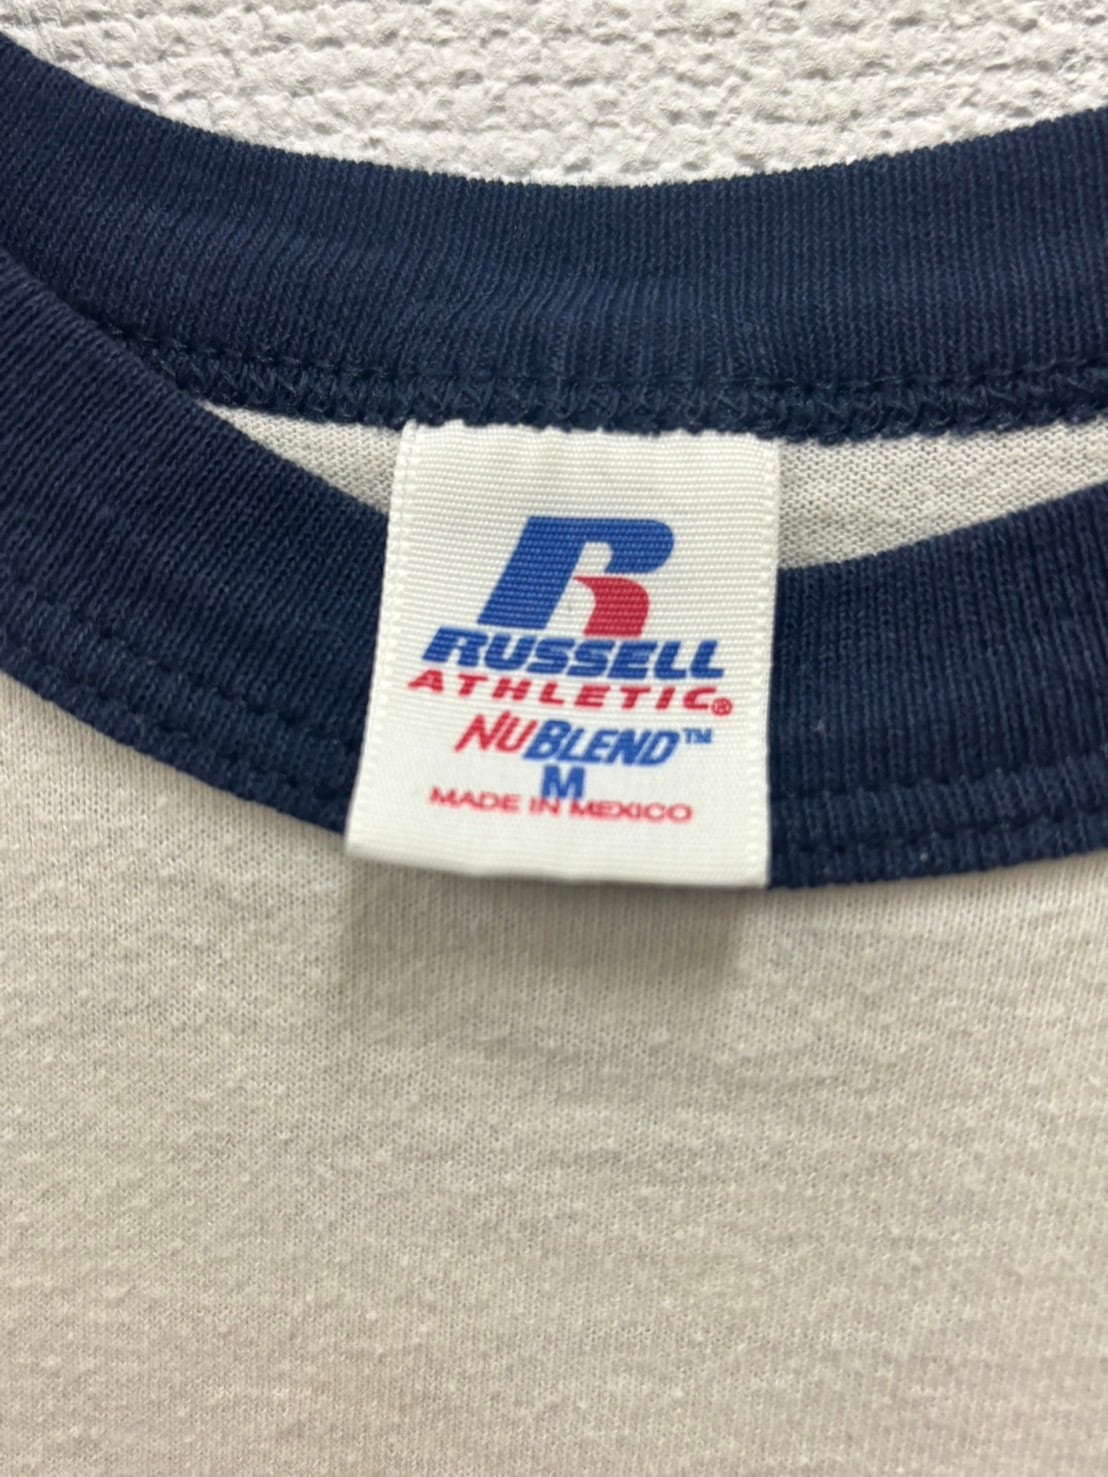 R
RUSSELL
ATHLETIC®
NUBLEND™
M
MADE IN MEXICO